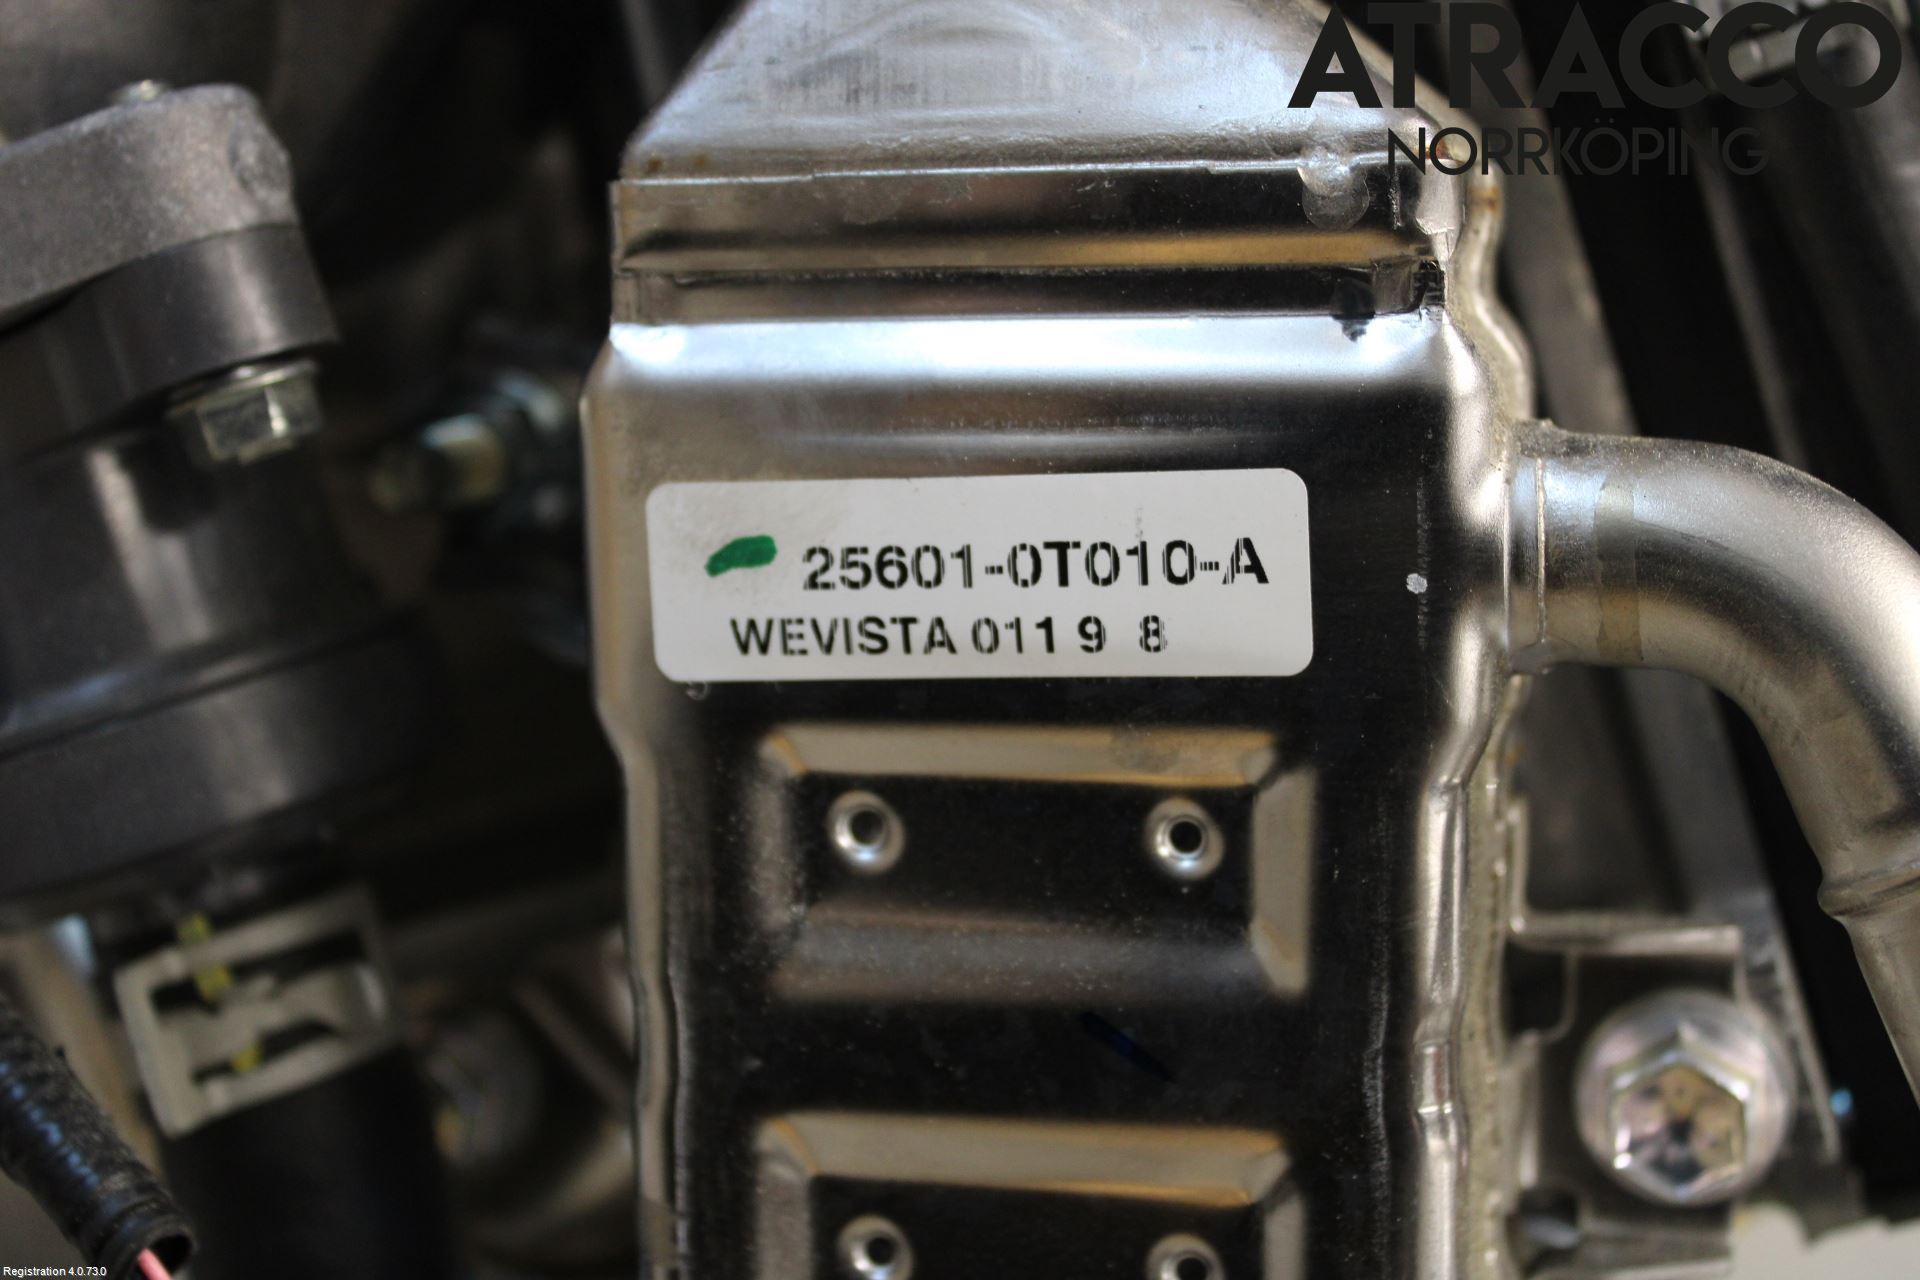 ATRACCO
NORRKÖPING
25601-0T010-A
WEVISTA 011 9 8
Registration 4.0.73.0